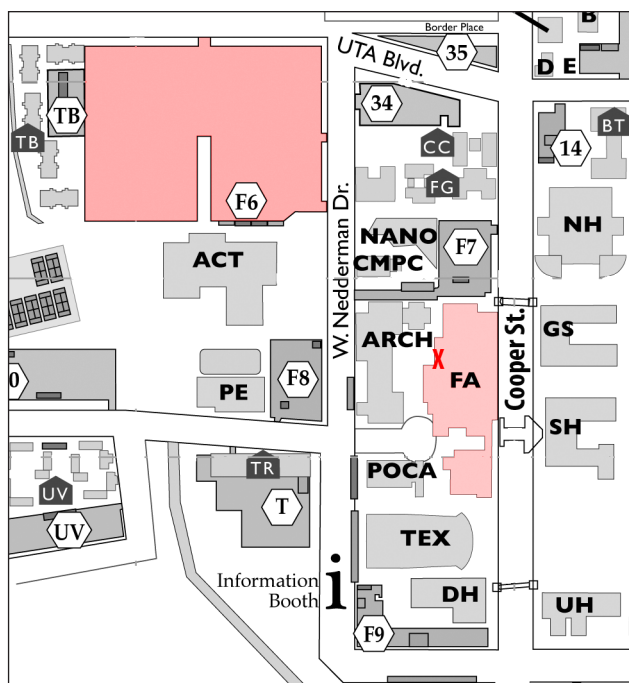 Border Place
B
UTA Blvd.
35
D E
TB
34
14
BT
TB
CC
FG
F6
W. Nedderman Dr.
NANO
F7
NH
ACT
CMPC
ARCH
Cooper St.
GS
X
FA
0
PE
F8
SH
TR
POCA
UV
T
UV
TEX
Information
Booth
i
DH
UH
F9